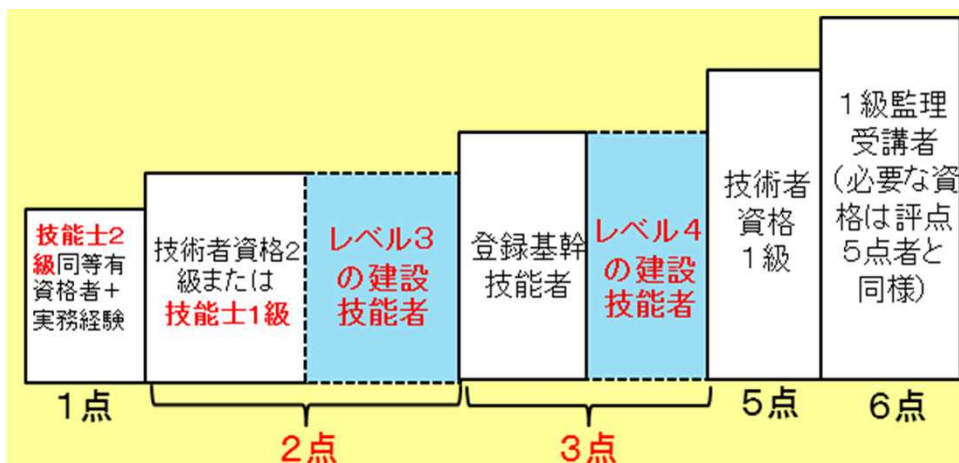 技能士2
級同等有
資格者＋
実務経験
技術者資格2
級または
技能士1級
レベル3
の建設
技能者
登録基幹
技能者
レベル4
の建設
技能者
技術者
資格
1級
1級監理
受講者
（必要な資
格は評点
5点者と
同様）
1点
2点
3点
5点
6点